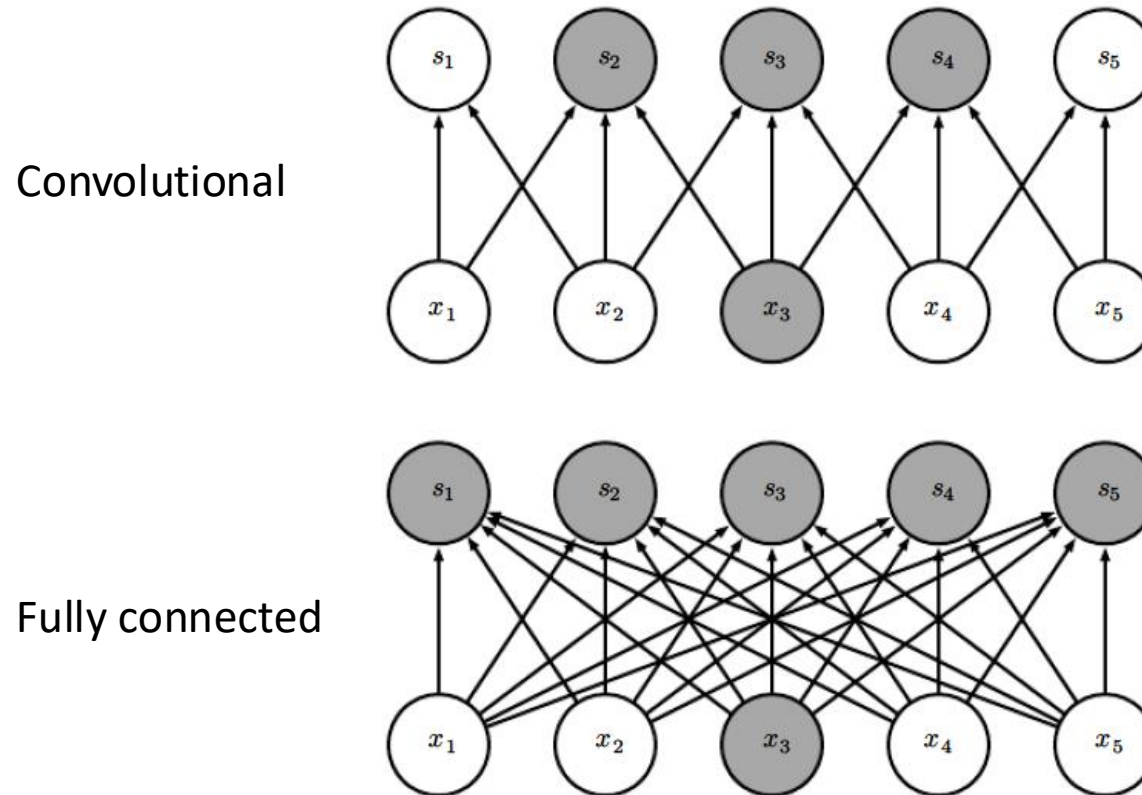 s₁ s₂ s₃ s₄ s₅
Convolutional
x₁ x₂ x₃ x₄ x₅
s₁ s₂ s₃ s₄ s₅
Fully connected
x₁ x₂ x₃ x₄ x₅